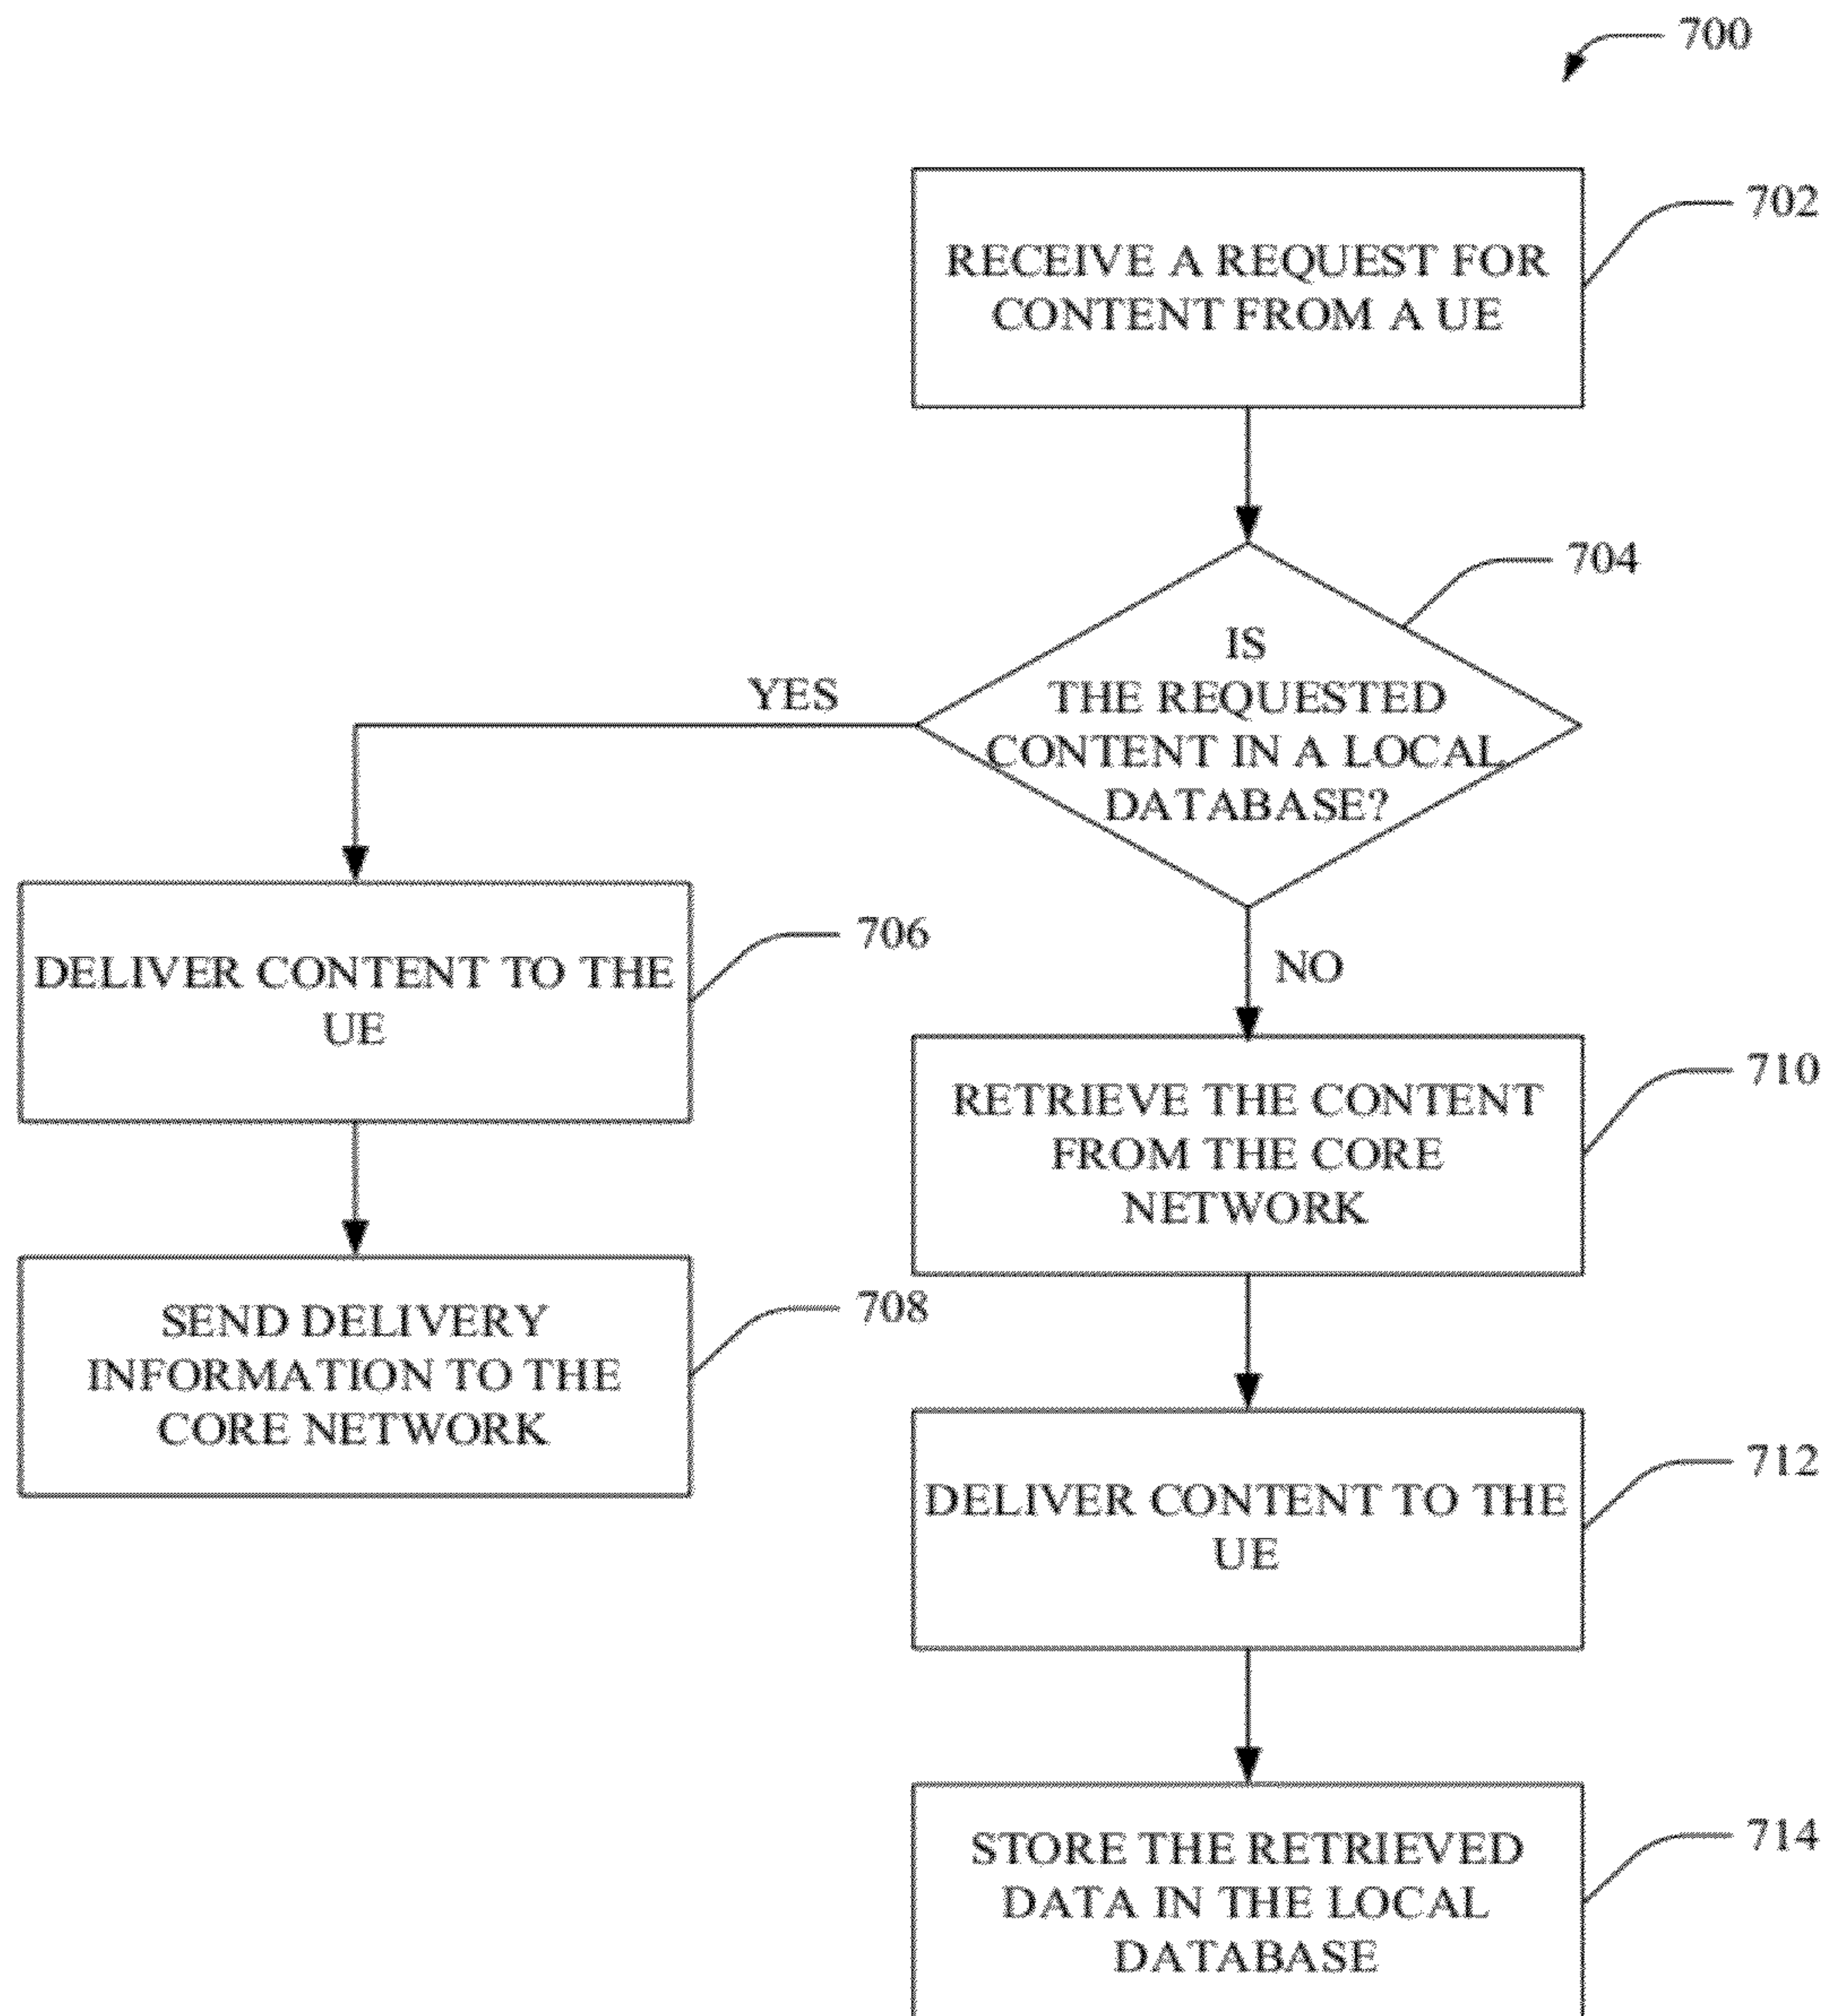 700
RECEIVE A REQUEST FOR
CONTENT FROM A UE
702
704
IS
THE REQUESTED
CONTENT IN A LOCAL
DATABASE?
YES
NO
DELIVER CONTENT TO THE
UE
706
SEND DELIVERY
INFORMATION TO THE
CORE NETWORK
708
RETRIEVE THE CONTENT
FROM THE CORE
NETWORK
710
DELIVER CONTENT TO THE
UE
712
STORE THE RETRIEVED
DATA IN THE LOCAL
DATABASE
714